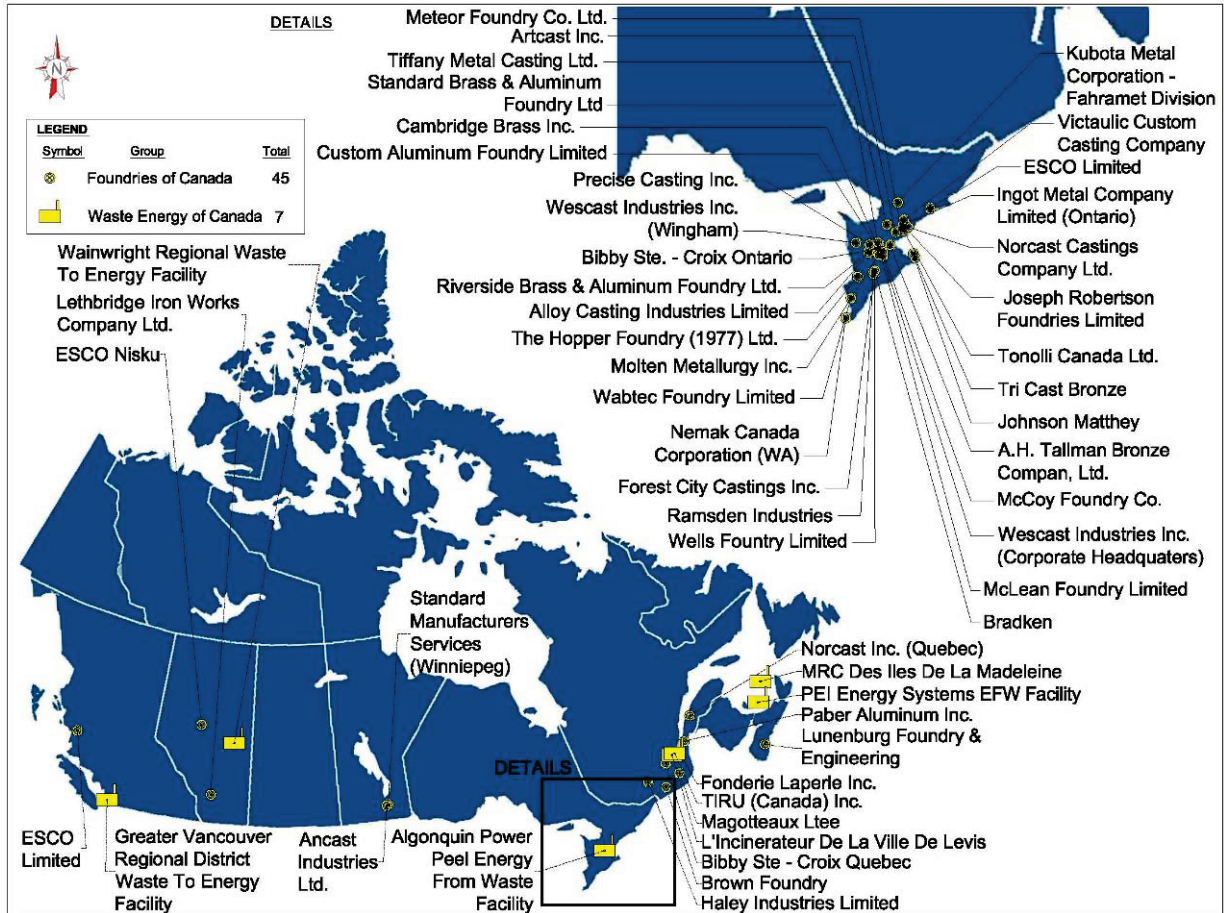 DETAILS
N
LEGEND
Symbol Group Total
Foundries of Canada 45
Waste Energy of Canada 7
Meteor Foundry Co. Ltd.
Artcast Inc.
Tiffany Metal Casting Ltd.
Standard Brass & Aluminum
Foundry Ltd
Cambridge Brass Inc.
Custom Aluminum Foundry Limited
Precise Casting Inc.
Wescast Industries Inc.
(Wingham)
Bibby Ste. - Croix Ontario
Riverside Brass & Aluminum Foundry Ltd.
Alloy Casting Industries Limited
The Hopper Foundry (1977) Ltd.
Molten Metallurgy Inc.
Wabtec Foundry Limited
Nemak Canada
Corporation (WA)
Forest City Castings Inc.
Ramsden Industries
Wells Fountry Limited
Kubota Metal
Corporation -
Fahramet Division
Victaulic Custom
Casting Company
ESCO Limited
Ingot Metal Company
Limited (Ontario)
Norcast Castings
Company Ltd.
Joseph Robertson
Foundries Limited
Tonolli Canada Ltd.
Tri Cast Bronze
Johnson Matthey
A.H. Tallman Bronze
Compan, Ltd.
McCoy Foundry Co.
Wescast Industries Inc.
(Corporate Headquaters)
McLean Foundry Limited
Bradken
Wainwright Regional Waste
To Energy Facility
Lethbridge Iron Works
Company Ltd.
ESCO Nisku
Standard
Manufacturers
Services
(Winniepeg)
Norcast Inc. (Quebec)
MRC Des Iles De La Madeleine
PEI Energy Systems EFW Facility
Paber Aluminum Inc.
Lunenburg Foundry &
Engineering
DETAILS
Fonderie Laperle Inc.
TIRU (Canada) Inc.
Magotteaux Ltee
L'Incinerateur De La Ville De Levis
Bibby Ste - Croix Quebec
Brown Foundry
Haley Industries Limited
ESCO
Limited
Greater Vancouver
Regional District
Waste To Energy
Facility
Ancast
Industries
Ltd.
Algonquin Power
Peel Energy
From Waste
Facility